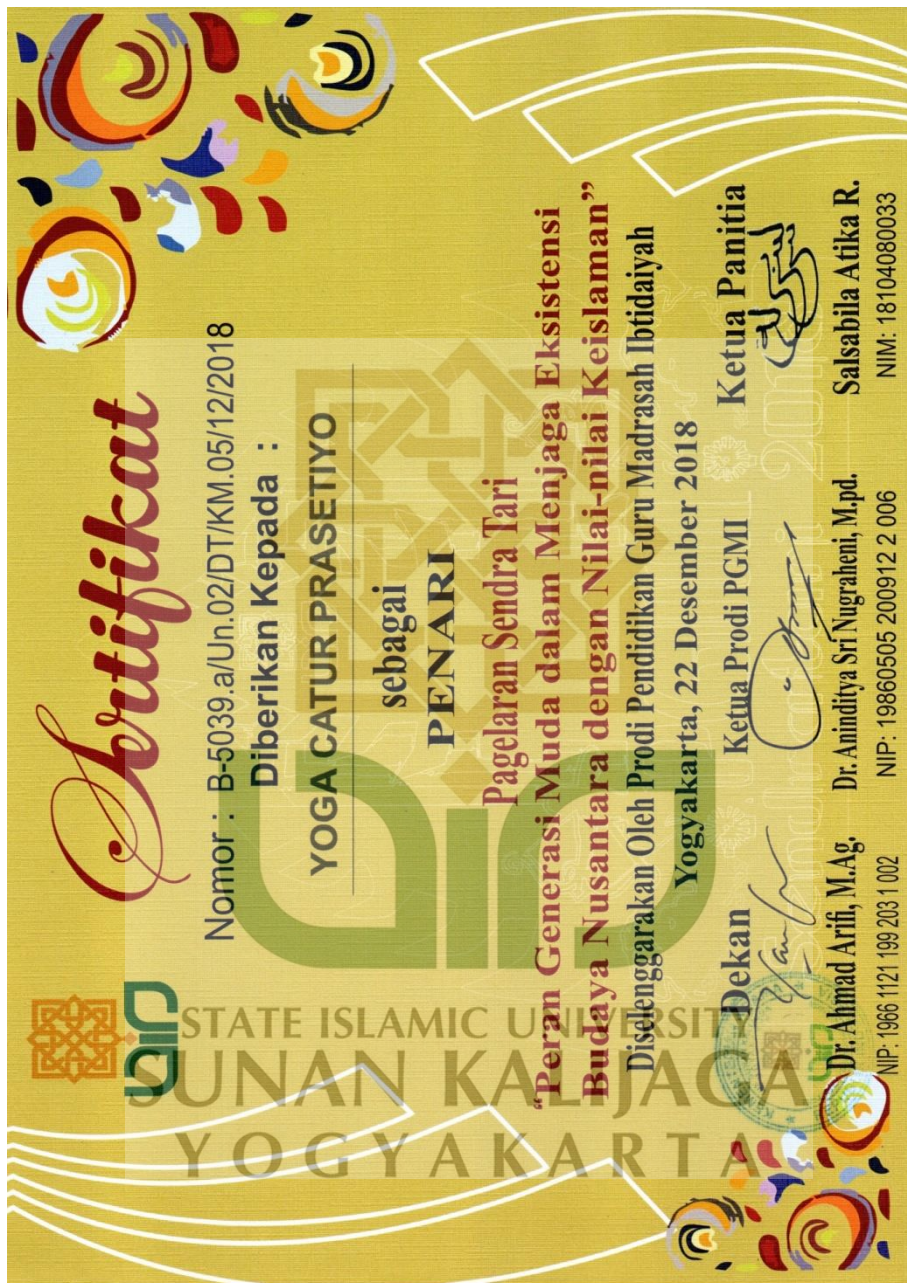 Sertifikat
Nomor : B-5039.a/Un.02/DT/KM.05/12/2018
Diberikan Kepada :
YOGA CATUR PRASETIYO
sebagai
PENARI
Pagelaran Sendra Tari
“Peran Generasi Muda dalam Menjaga Eksistensi
Budaya Nusantara dengan Nilai-nilai Keislaman”
Diselenggarakan Oleh Prodi Pendidikan Guru Madrasah Ibtidaiyah
Yogyakarta, 22 Desember 2018
Dekan
Dr. Ahmad Arifi, M.Ag.
NIP: 1966 1121 199 203 1 002
Ketua Prodi PGMI
Dr. Aninditya Sri Nugraheni, M.pd.
NIP: 19860505 200912 2 006
Ketua Panitia
Salsabila Atika R.
NIM: 18104080033
UIN
STATE ISLAMIC UNIVERSITY
SUNAN KALIJAGA
YOGYAKARTA